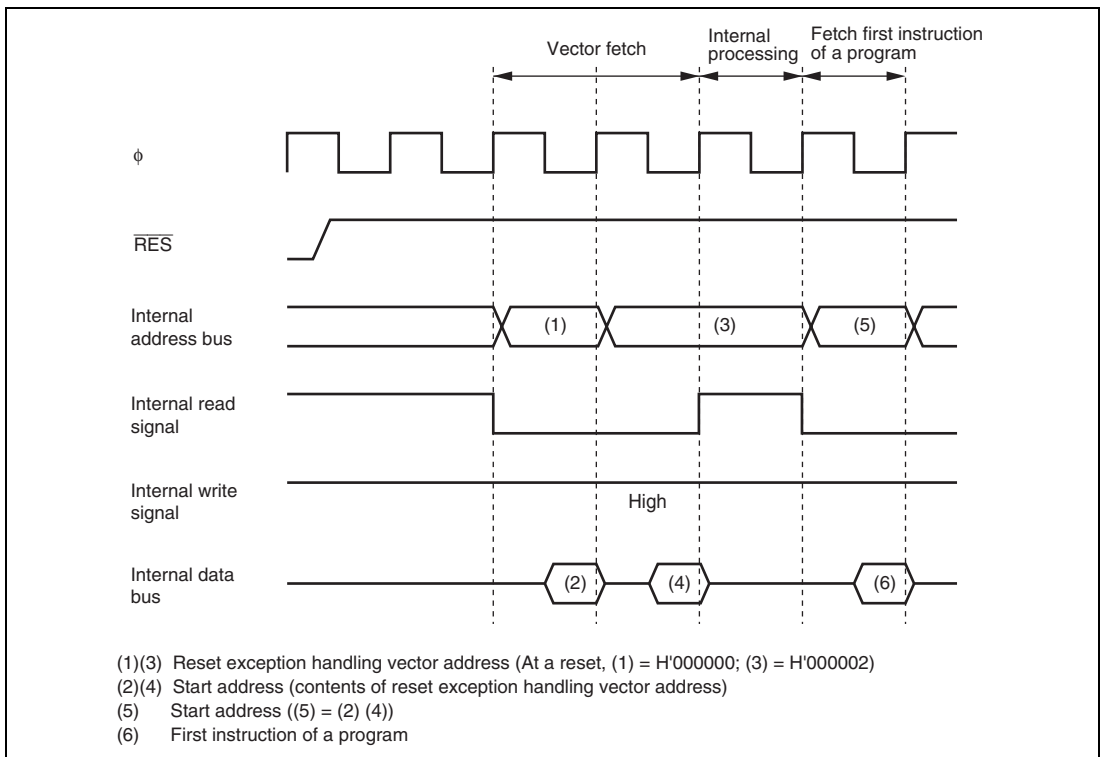 Vector fetch
Internal
processing
Fetch first instruction
of a program
ϕ
RES
Internal
address bus
(1)
(3)
(5)
Internal read
signal
Internal write
signal
High
Internal data
bus
(2)
(4)
(6)
(1)(3) Reset exception handling vector address (At a reset, (1) = H'000000; (3) = H'000002)
(2)(4) Start address (contents of reset exception handling vector address)
(5) Start address ((5) = (2) (4))
(6) First instruction of a program